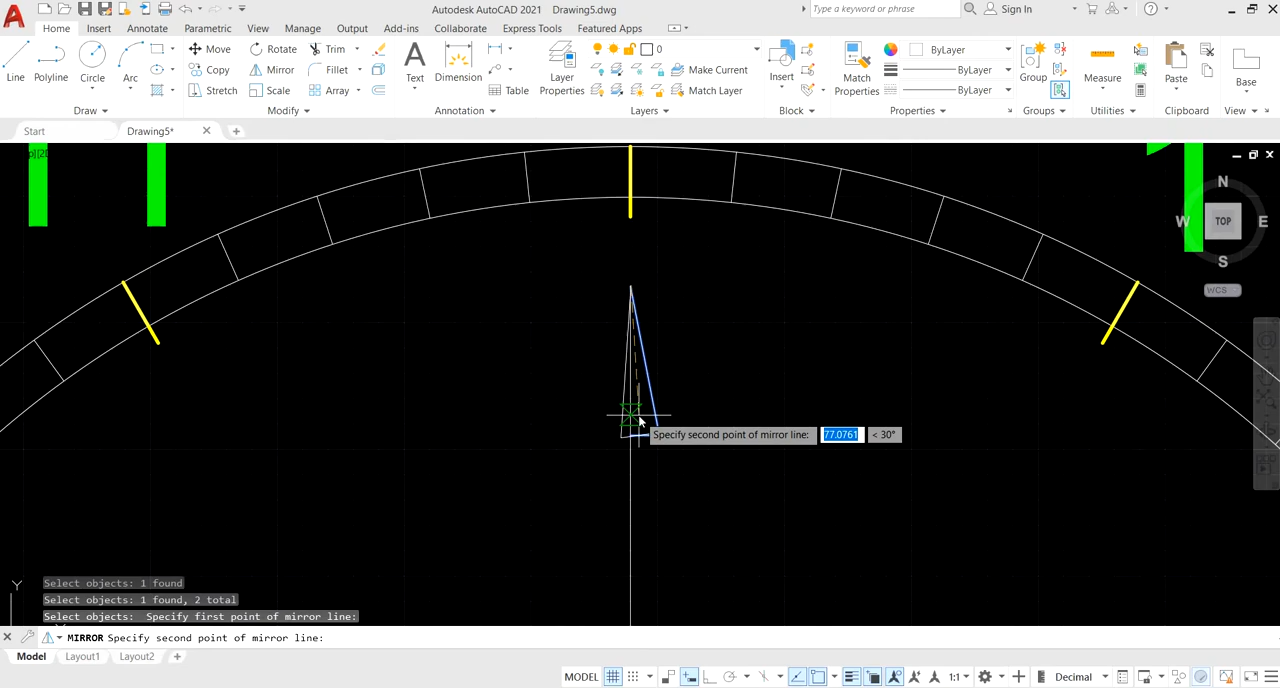 Autodesk AutoCAD 2021 Drawing5.dwg
Type a keyword or phrase
Sign In
Home Insert Annotate Parametric View Manage Output Add-ins Collaborate Express Tools Featured Apps
Line Polyline Circle Arc
Move Rotate Trim
Copy Mirror Fillet
Stretch Scale Array
Text Dimension
Table
Layer
Properties
0
Make Current
Match Layer
Insert
Match
Properties
ByLayer
ByLayer
ByLayer
Group
Measure
Paste
Base
Draw Modify Annotation Layers Block Properties Groups Utilities Clipboard View
Start Drawing5*
N
W TOP E
S
WCS
Specify second point of mirror line: 77.0761 < 30°
Y
Select objects: 1 found
Select objects: 1 found, 2 total
Select objects: Specify first point of mirror line:
MIRROR Specify second point of mirror line:
Model Layout1 Layout2
MODEL 1:1 Decimal